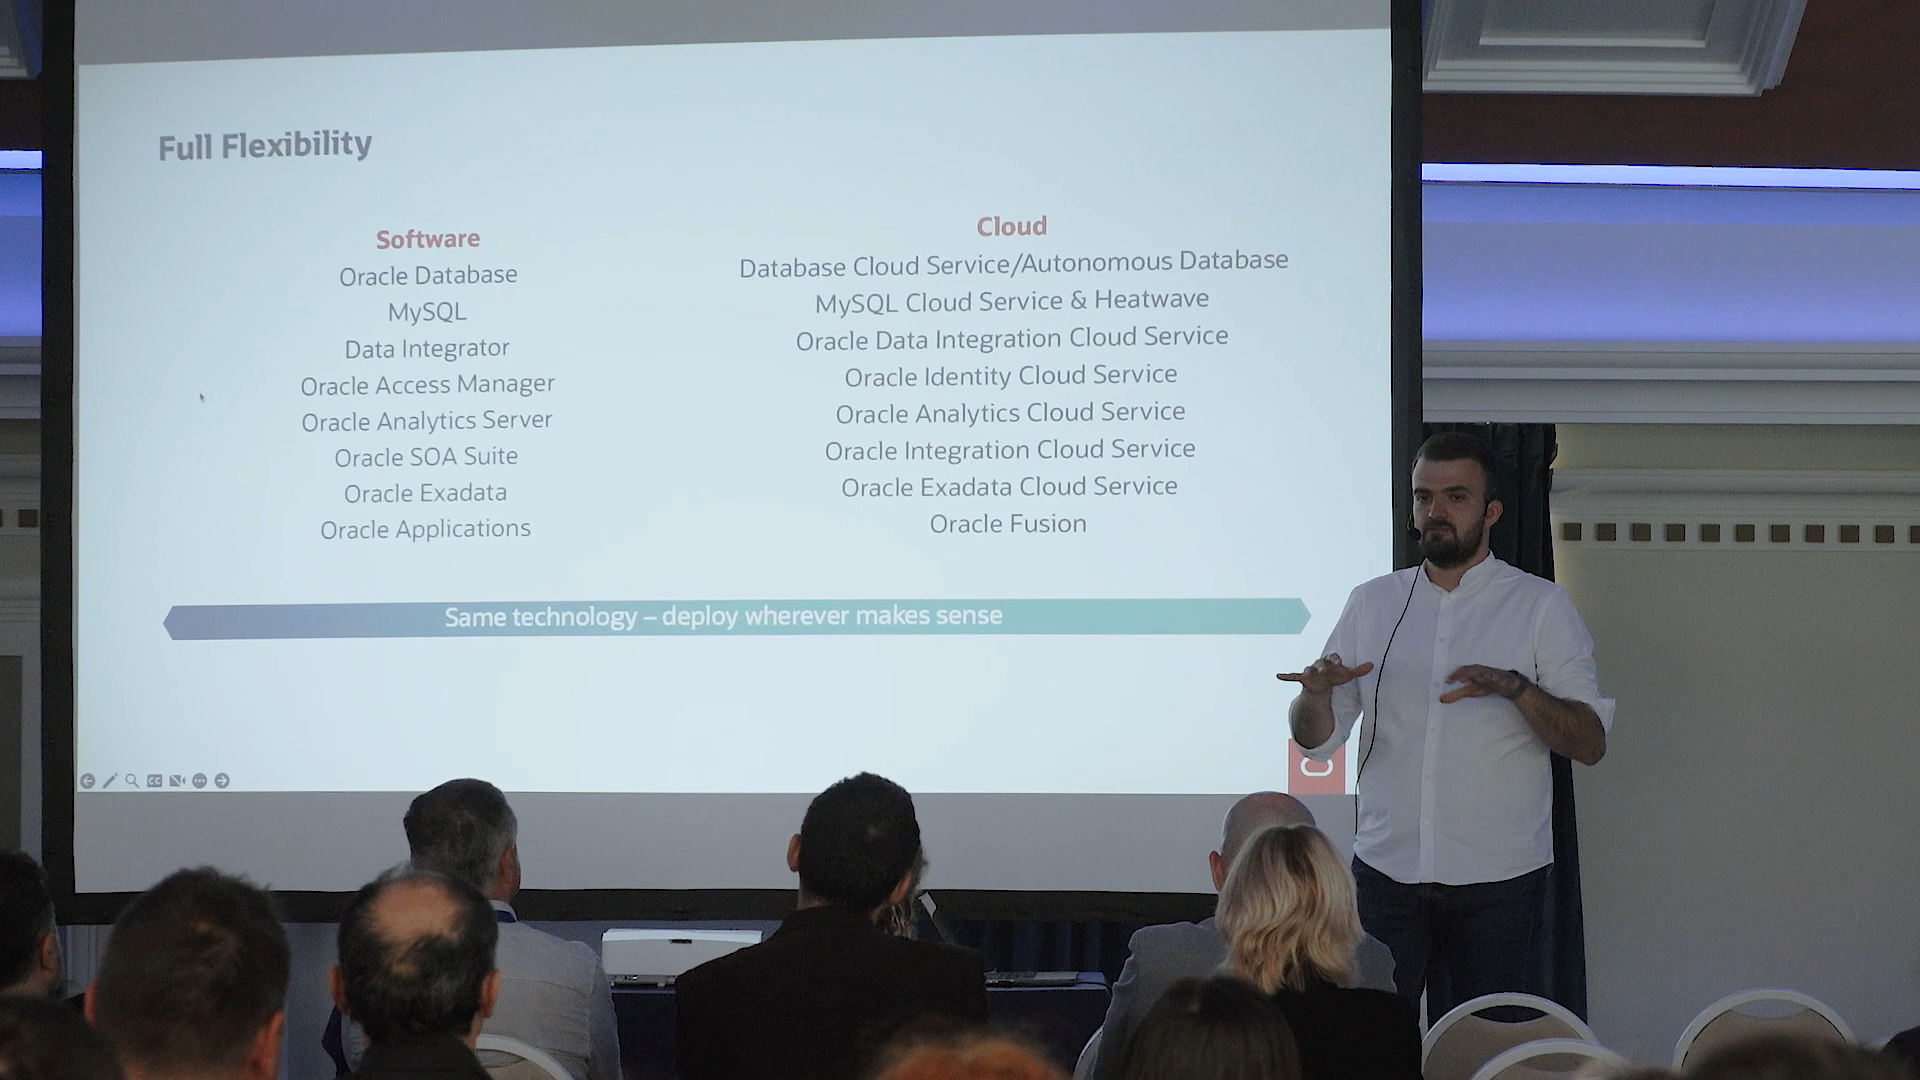 Full Flexibility
Software
Oracle Database
MySQL
Data Integrator
Oracle Access Manager
Oracle Analytics Server
Oracle SOA Suite
Oracle Exadata
Oracle Applications
Cloud
Database Cloud Service/Autonomous Database
MySQL Cloud Service & Heatwave
Oracle Data Integration Cloud Service
Oracle Identity Cloud Service
Oracle Analytics Cloud Service
Oracle Integration Cloud Service
Oracle Exadata Cloud Service
Oracle Fusion
Same technology – deploy wherever makes sense